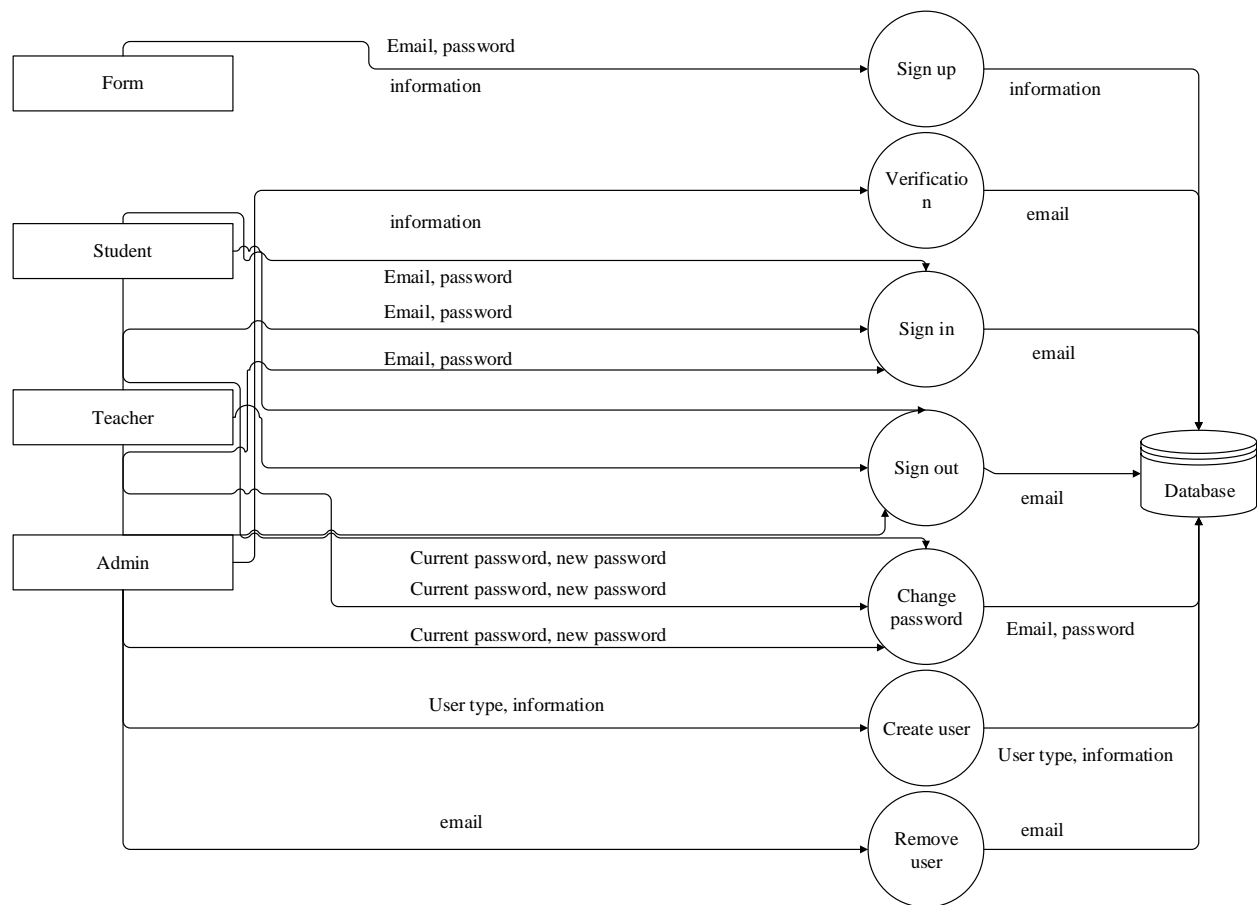 Email, password
Form
information
Sign up
information
Verificatio
n
information
email
Student
Email, password
Email, password
Sign in
email
Email, password
Teacher
Sign out
email
Database
Admin
Current password, new password
Current password, new password
Change
password
Email, password
Current password, new password
User type, information
Create user
User type, information
email
Remove
user
email